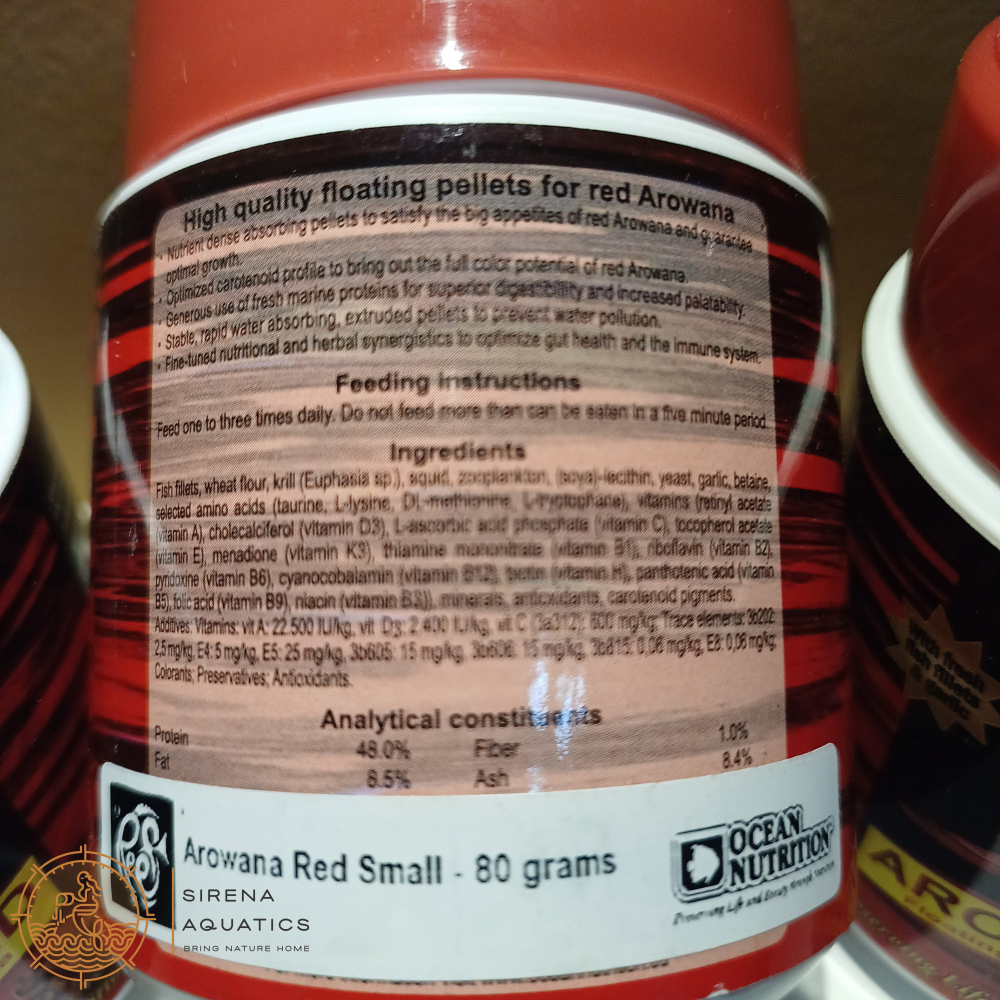 High quality floating pellets for red Arowana
• Nutrient dense absorbing pellets to satisfy the big appetites of red Arowana and guarantee
optimal growth.
• Optimized carotenoid profile to bring out the full color potential of red Arowana.
• Generous use of fresh marine proteins for superior digestibility and increased palatability.
• Stable, rapid water absorbing, extruded pellets to prevent water pollution.
• Fine-tuned nutritional and herbal synergistics to optimize gut health and the immune system.
Feeding instructions
Feed one to three times daily. Do not feed more than can be eaten in a five minute period.
Ingredients
Fish fillets, wheat flour, krill (Euphasia sp.), squid, zooplankton, (soya)-lecithin, yeast, garlic, betaine,
selected amino acids (taurine, L-lysine, DL-methionine, L-tryptophane), vitamins (retinyl acetate
(vitamin A), cholecalciferol (vitamin D3), L-ascorbic acid phosphate (vitamin C), tocopherol acetate
(vitamin E), menadione (vitamin K3), thiamine mononitrate (vitamin B1), riboflavin (vitamin B2),
pyridoxine (vitamin B6), cyanocobalamin (vitamin B12), biotin (vitamin H), panthotenic acid (vitamin
B5), folic acid (vitamin B9), niacin (vitamin B3)), minerals, antioxidants, carotenoid pigments.
Additives: Vitamins: vit A: 22.500 IU/kg, vit D3: 2.400 IU/kg, vit C (3a312): 600 mg/kg; Trace elements: 3b202:
2,5 mg/kg, E4: 5 mg/kg, E5: 25 mg/kg, 3b605: 15 mg/kg, 3b606: 15 mg/kg, 3b815: 0,06 mg/kg, E8: 0,06 mg/kg;
Colorants; Preservatives; Antioxidants.
Analytical constituents
Protein 48.0% Fiber 1.0%
Fat 8.5% Ash 8.4%
Arowana Red Small - 80 grams
OCEAN
NUTRITION
SIRENA
AQUATICS
BRING NATURE HOME
With fresh
fish fillets
& garlic
ARO